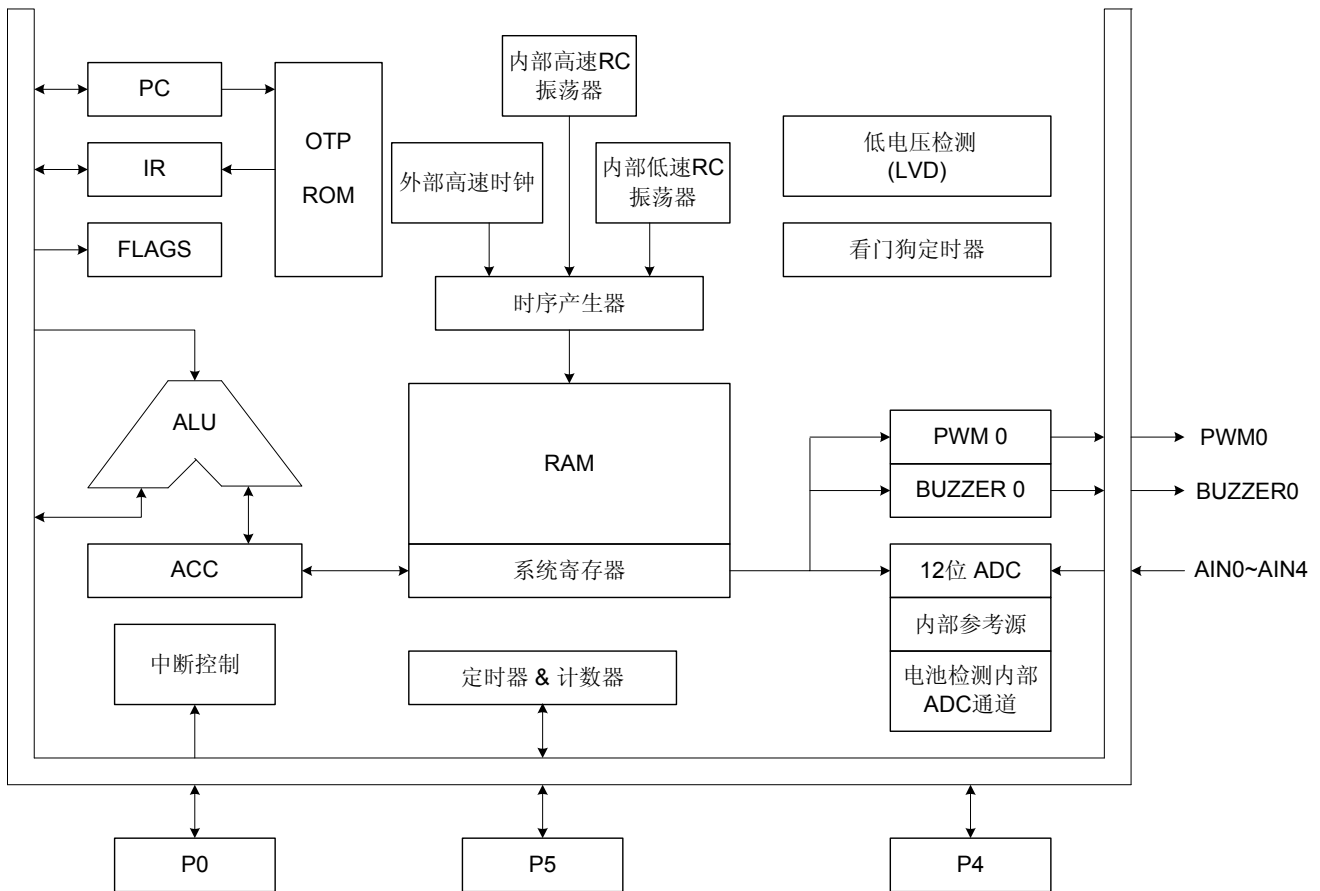 内部高速RC
振荡器
PC
OTP
ROM
IR
FLAGS
外部高速时钟
内部低速RC
振荡器
低电压检测
(LVD)
看门狗定时器
时序产生器
ALU
RAM
PWM 0
PWM0
BUZZER 0
BUZZER0
ACC
系统寄存器
12位 ADC
AIN0~AIN4
内部参考源
中断控制
定时器 & 计数器
电池检测内部
ADC通道
P0
P5
P4